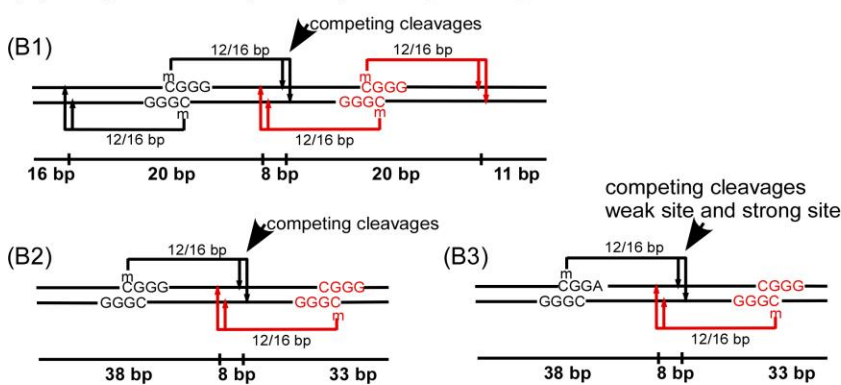 competing cleavages
(B1)
12/16 bp
12/16 bp
m
m
CGGG
CGGG
GGGC
GGGC
m
m
12/16 bp
12/16 bp
16 bp
20 bp
8 bp
20 bp
11 bp
competing cleavages
weak site and strong site
competing cleavages
(B2)
12/16 bp
m
CGGG
CGGG
GGGC
GGGC
m
12/16 bp
38 bp
8 bp
33 bp
(B3)
12/16 bp
m
CGGA
CGGG
GGGC
GGGC
m
12/16 bp
38 bp
8 bp
33 bp